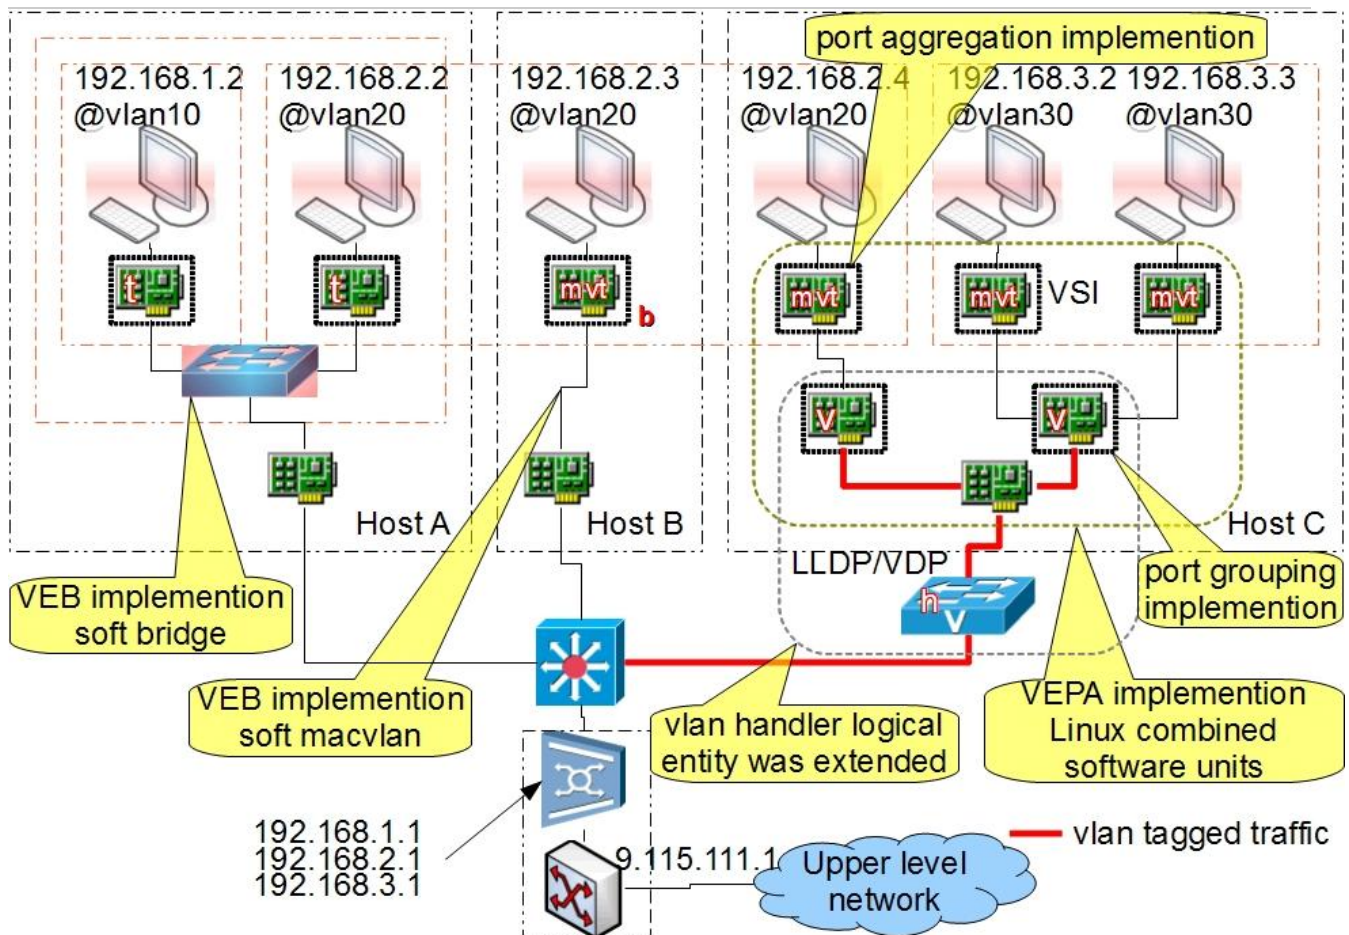 port aggregation implemention
192.168.1.2
@vlan10
192.168.2.2
@vlan20
192.168.2.3
@vlan20
192.168.2.4
@vlan20
192.168.3.2
@vlan30
192.168.3.3
@vlan30
t
t
m-vt
b
m-vt
m-vt
VSI
m-vt
V
V
Host A
Host B
Host C
LLDP/VDP
h
V
port grouping
implemention
VEB implemention
soft bridge
VEB implemention
soft macvlan
vlan handler logical
entity was extended
VEPA implemention
Linux combined
software units
192.168.1.1
192.168.2.1
192.168.3.1
vlan tagged traffic
9.115.111.1
Upper level
network